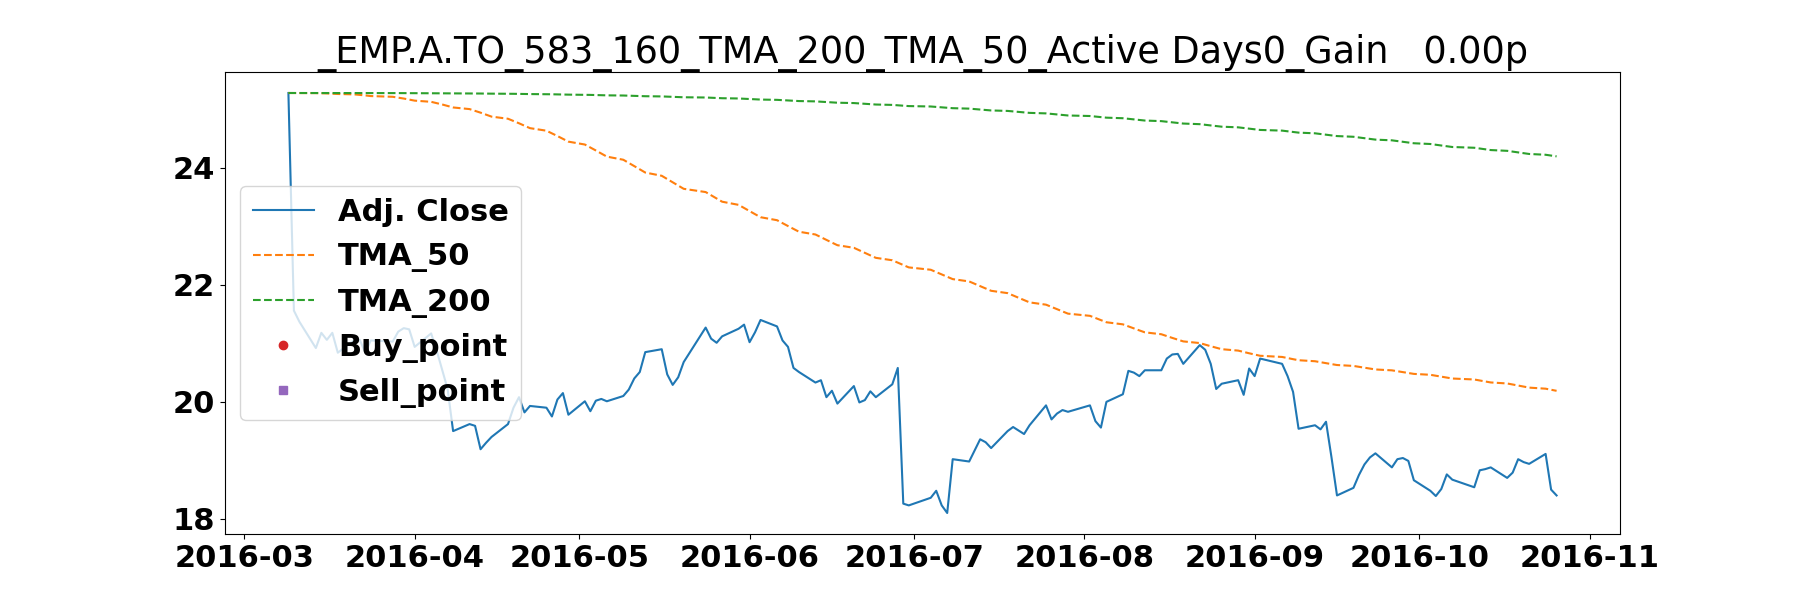 _EMP.A.TO_583_160_TMA_200_TMA_50_Active Days0_Gain   0.00p
24
22
20
18
Adj. Close
TMA_50
TMA_200
Buy_point
Sell_point
2016-03 2016-04 2016-05 2016-06 2016-07 2016-08 2016-09 2016-10 2016-11